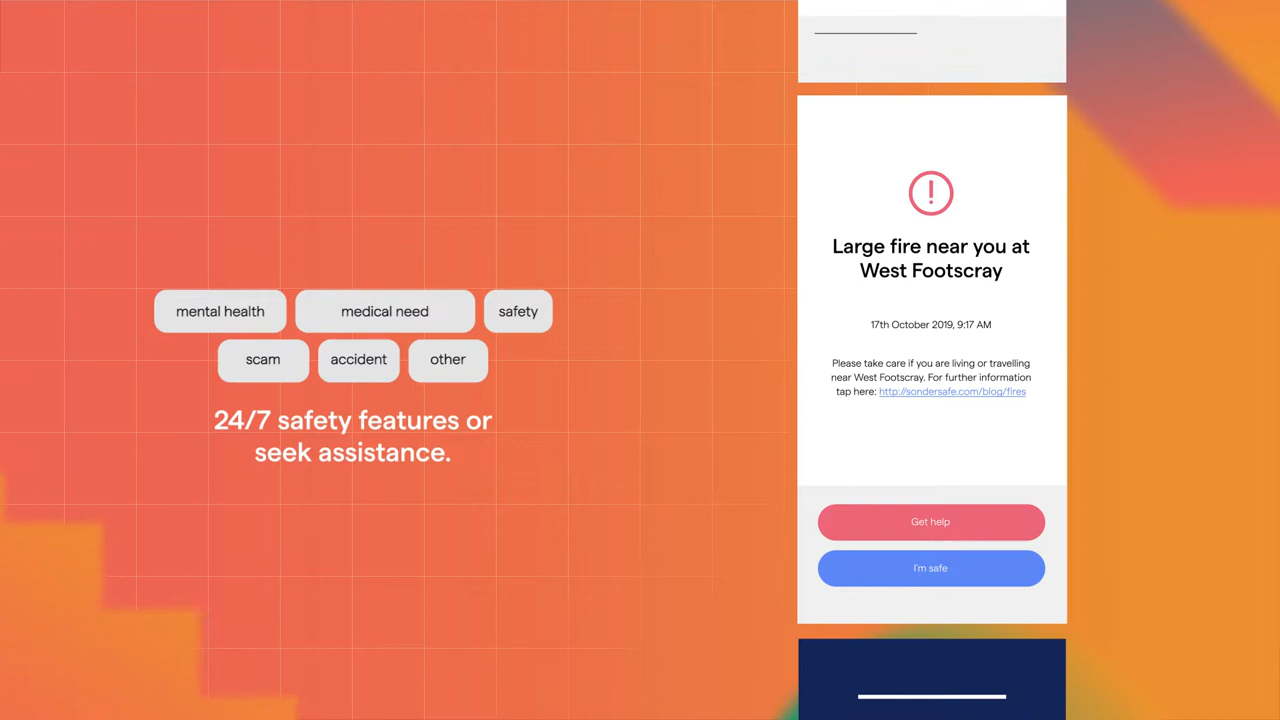 mental health
medical need
safety
scam
accident
other
24/7 safety features or
seek assistance.
!
Large fire near you at
West Footscray
17th October 2019, 9:17 AM
Please take care if you are living or travelling
near West Footscray. For further information
tap here: http://sondersafe.com/blog/fires
Get help
I'm safe